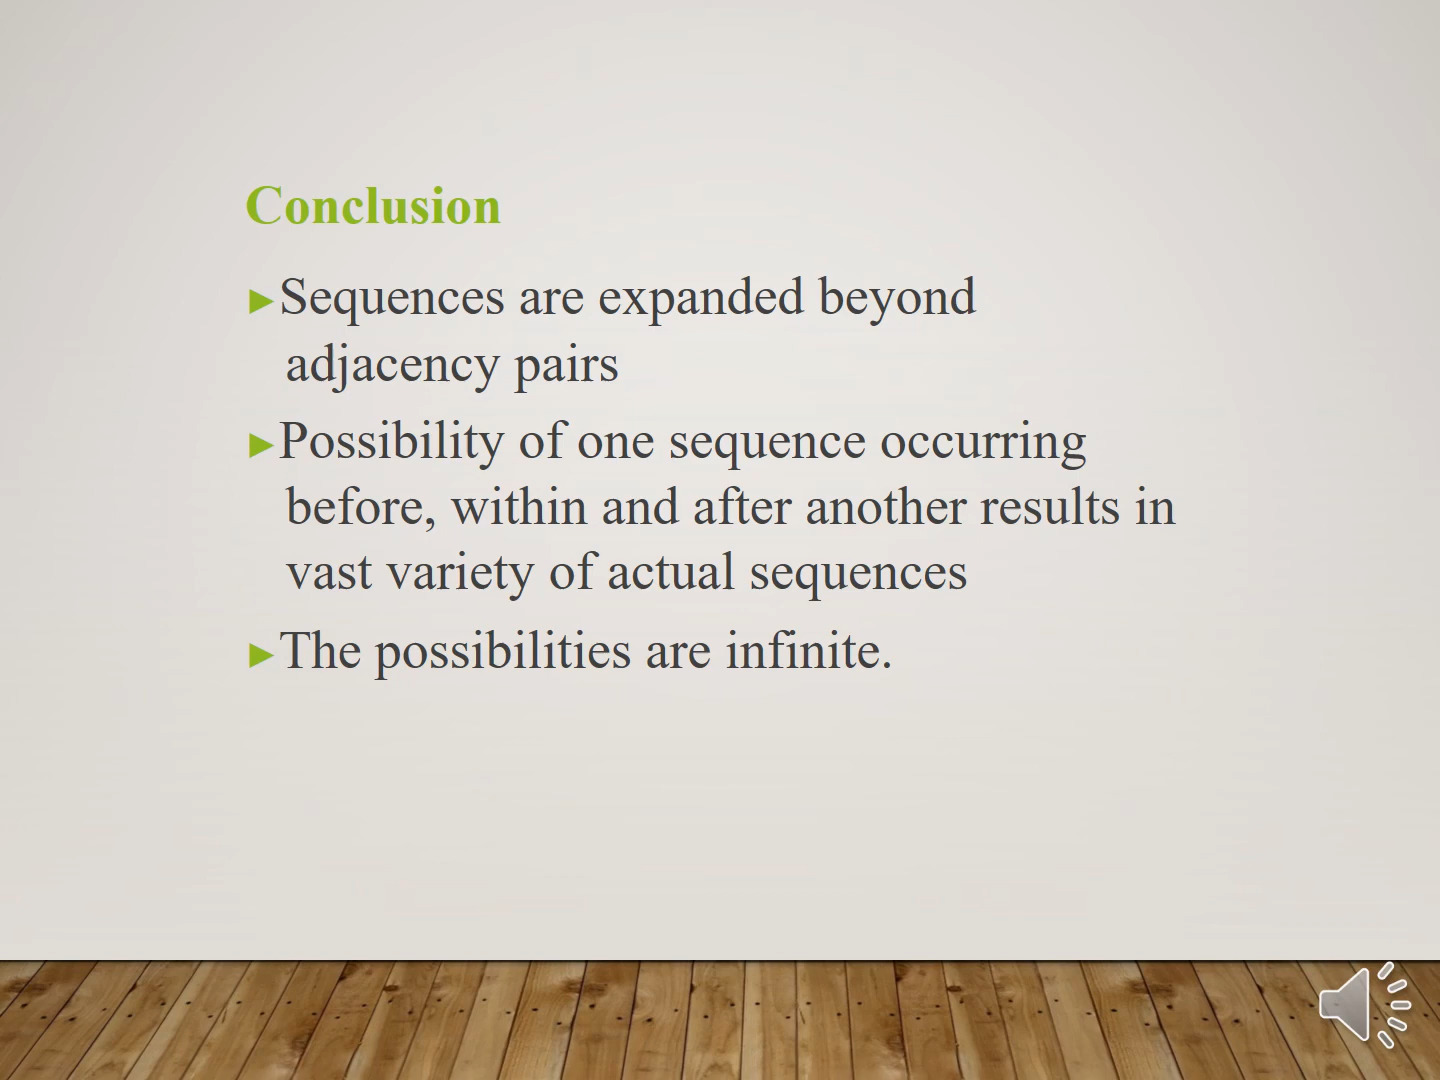 Conclusion
►Sequences are expanded beyond
adjacency pairs
►Possibility of one sequence occurring
before, within and after another results in
vast variety of actual sequences
►The possibilities are infinite.